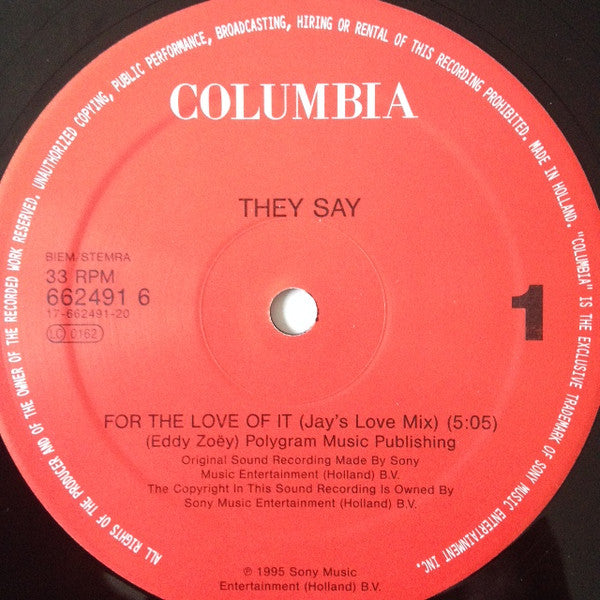 ALL RIGHTS OF THE PRODUCER AND OF THE OWNER OF THE RECORDED WORK RESERVED. UNAUTHORIZED COPYING, PUBLIC PERFORMANCE, BROADCASTING, HIRING OR RENTAL OF THIS RECORDING PROHIBITED. MADE IN HOLLAND. "COLUMBIA" IS THE EXCLUSIVE TRADEMARK OF SONY MUSIC ENTERTAINMENT INC.
COLUMBIA
THEY SAY
BIEM/STEMRA
33 RPM
662491 6
17-662491-20
LC 0162
1
FOR THE LOVE OF IT (Jay's Love Mix) (5:05)
(Eddy Zoëy) Polygram Music Publishing
Original Sound Recording Made By Sony
Music Entertainment (Holland) B.V.
The Copyright In This Sound Recording Is Owned By
Sony Music Entertainment (Holland) B.V.
℗ 1995 Sony Music
Entertainment (Holland) B.V.